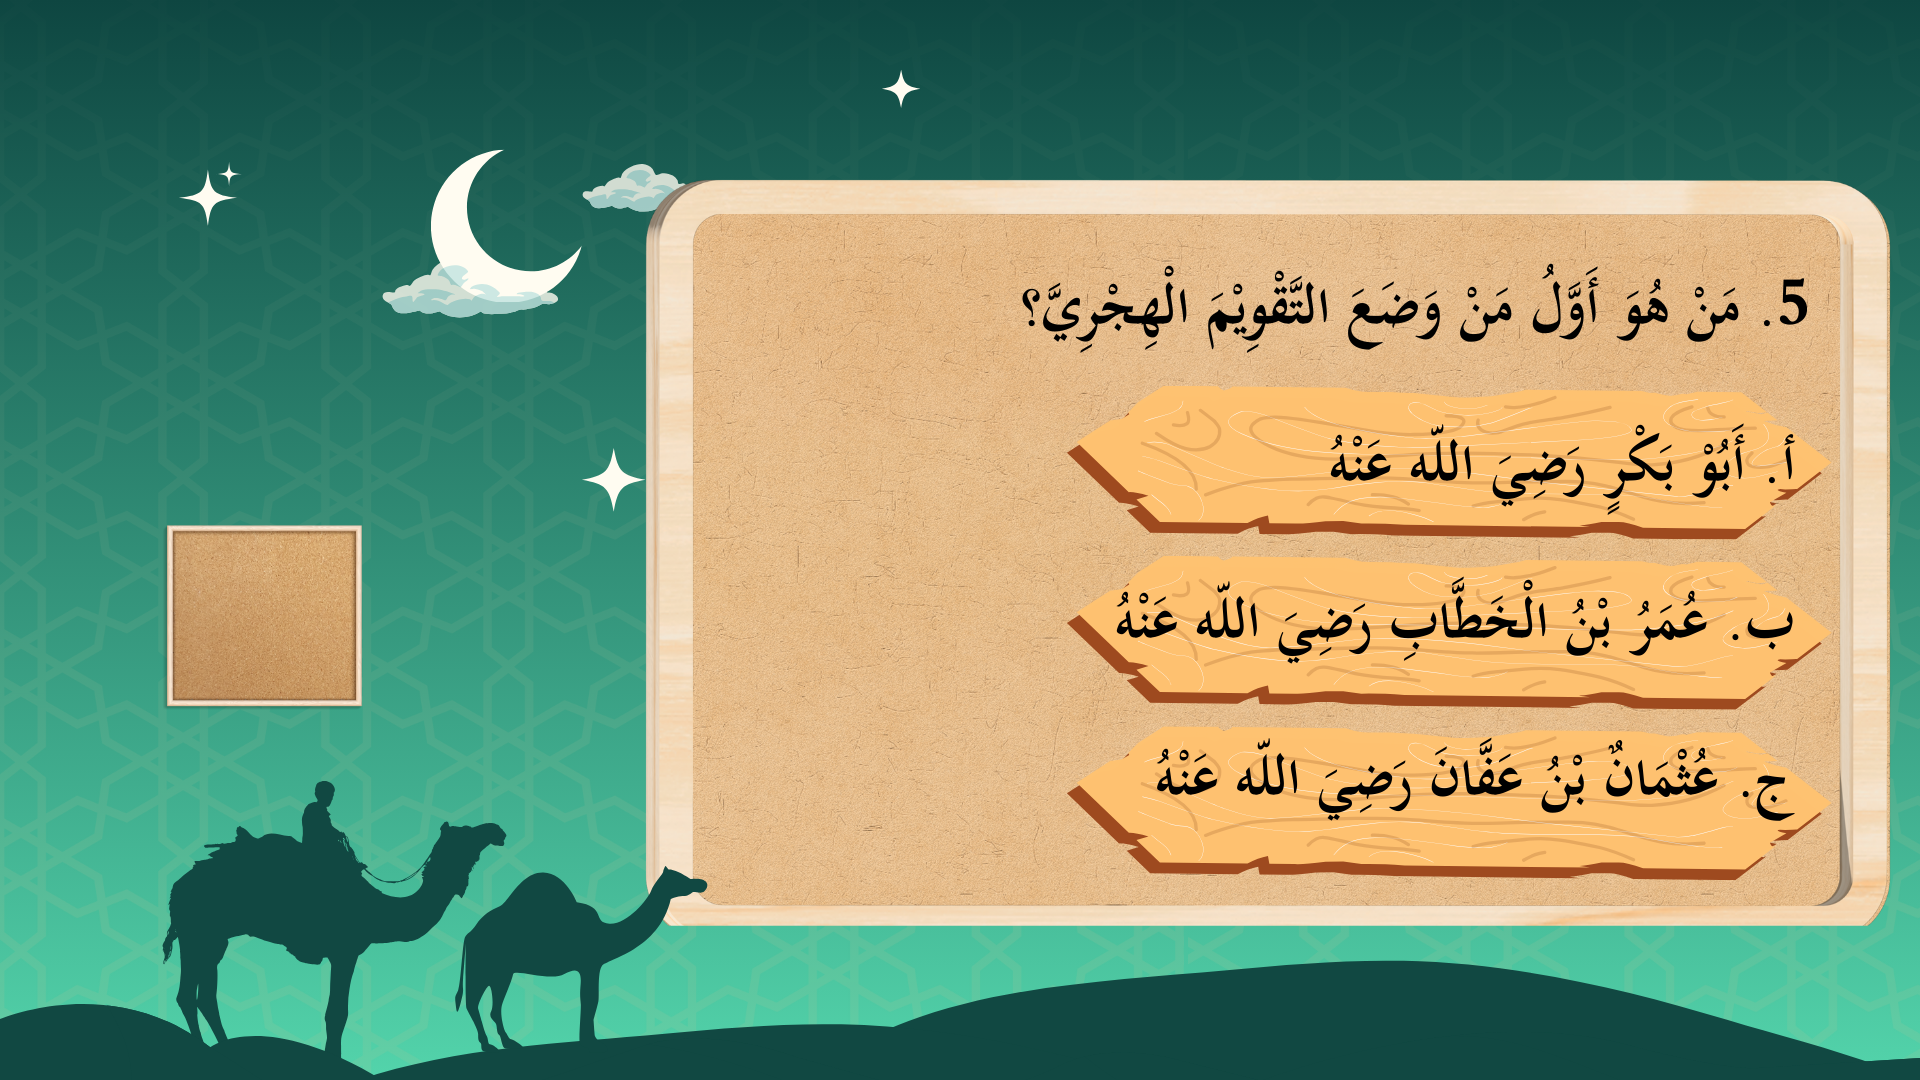 5. مَنْ هُوَ أَوَّلُ مَنْ وَضَعَ التَّقْوِيْمَ الْهِجْرِيَّ؟
أ. أَبُوْ بَكْرٍ رَضِيَ اللّه عَنْهُ
ب. عُمَرُ بْنُ الْخَطَّابِ رَضِيَ اللّه عَنْهُ
ج. عُثْمَانٌ بْنُ عَفَّانَ رَضِيَ اللّه عَنْهُ